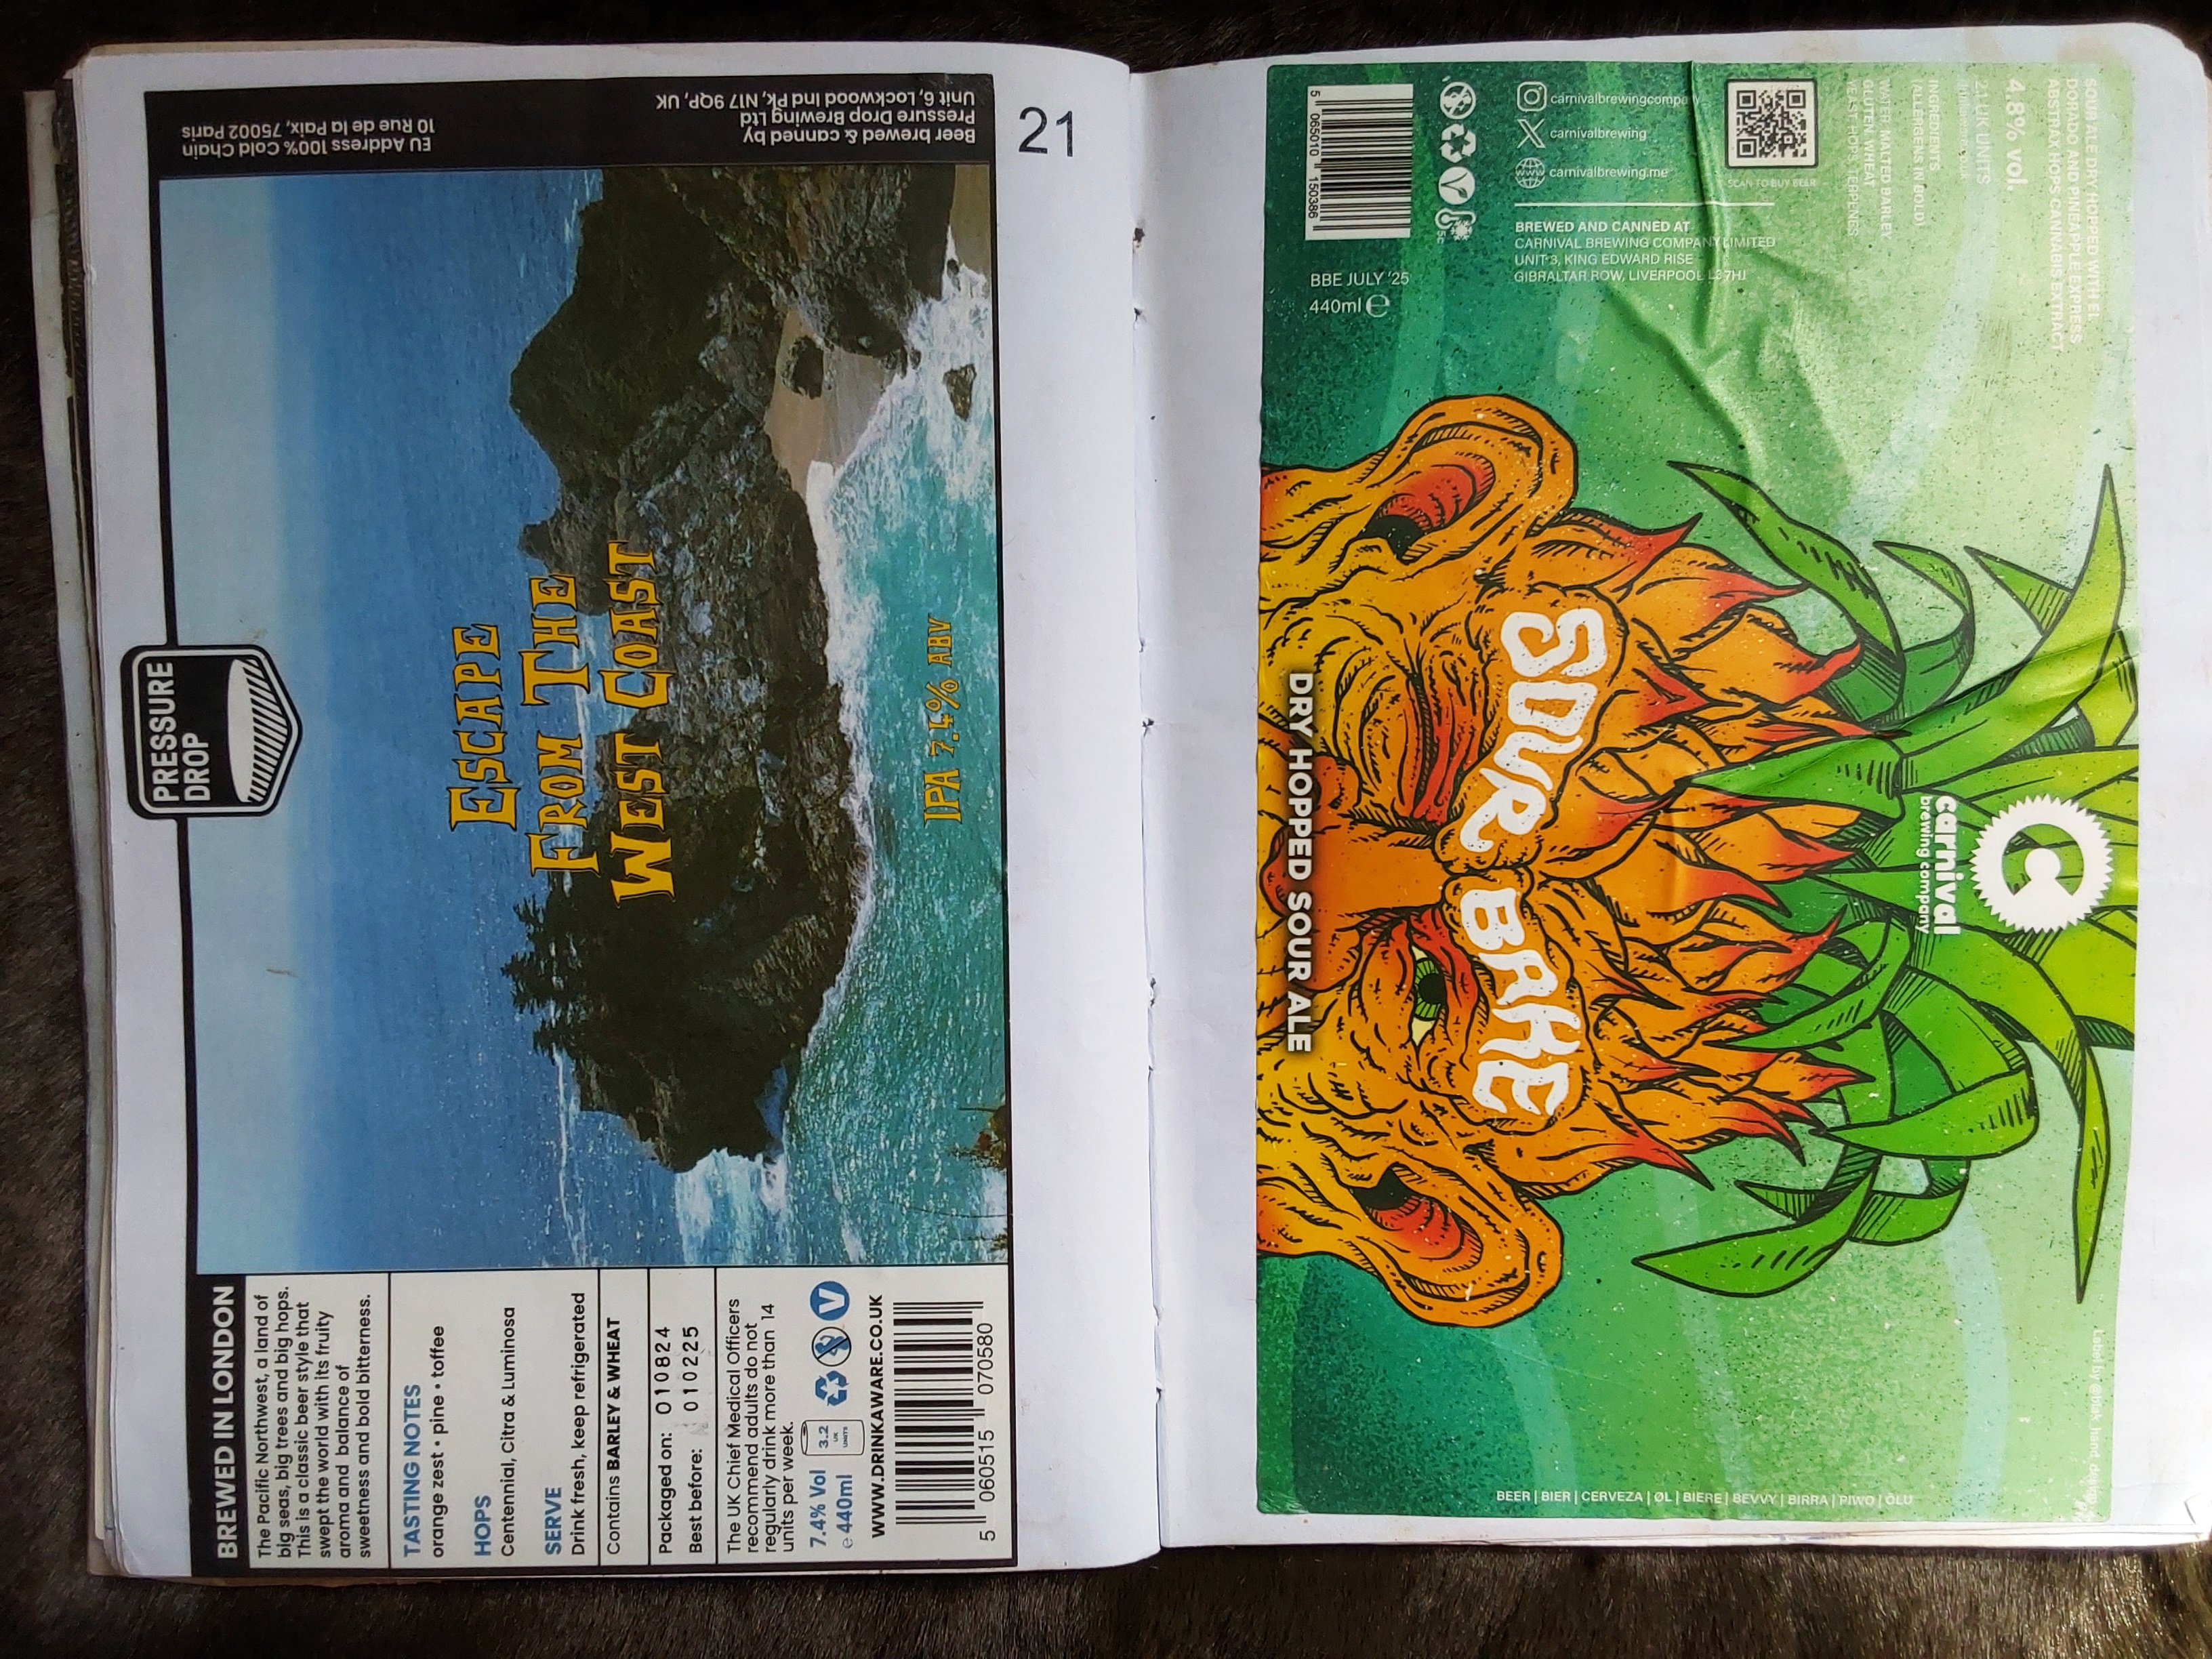 PRESSURE
DROP
ESCAPE
FROM THE
WEST COAST
IPA 7.4% ABV
Beer brewed & canned by
Pressure Drop Brewing Ltd
Unit 6, Lockwood Ind Pk, N17 9QP, UK
EU Address 100% Cold Chain
10 Rue de la Paix, 75002 Paris
BREWED IN LONDON
The Pacific Northwest, a land of
big seas, big trees and big hops.
This is a classic beer style that
swept the world with its fruity
aroma and balance of
sweetness and bold bitterness.
TASTING NOTES
orange zest • pine • toffee
HOPS
Centennial, Citra & Luminosa
SERVE
Drink fresh, keep refrigerated
Contains BARLEY & WHEAT
Packaged on: 010824
Best before: 010225
The UK Chief Medical Officers
recommend adults do not
regularly drink more than 14
units per week.
7.4% Vol
e 440ml
3.2
UK
UNITS
V
WWW.DRINKAWARE.CO.UK
5 060515 070580
21
SOUR ALE DRY HOPPED WITH EL
DORADO AND PINEAPPLE EXPRESS
ABSTRAX HOPS CANNABIS EXTRACT
4.8% vol.
2.1 UK UNITS
INGREDIENTS
(ALLERGENS IN BOLD)
WATER MALTED BARLEY
GLUTEN WHEAT
YEAST HOPS TERPENES
SCAN TO BUY BEER
carnivalbrewingcompany
carnivalbrewing
carnivalbrewing.me
BREWED AND CANNED AT
CARNIVAL BREWING COMPANY LIMITED
UNIT 3, KING EDWARD RISE
GIBRALTAR ROW, LIVERPOOL L3 7HJ
5 065010 150386
BBE JULY '25
440ml e
C
carnival
brewing company
SOUR BAKE
DRY HOPPED SOUR ALE
BEER | BIER | CERVEZA | ØL | BIERE | BEVVY | BIRRA | PIWO | ÖLU